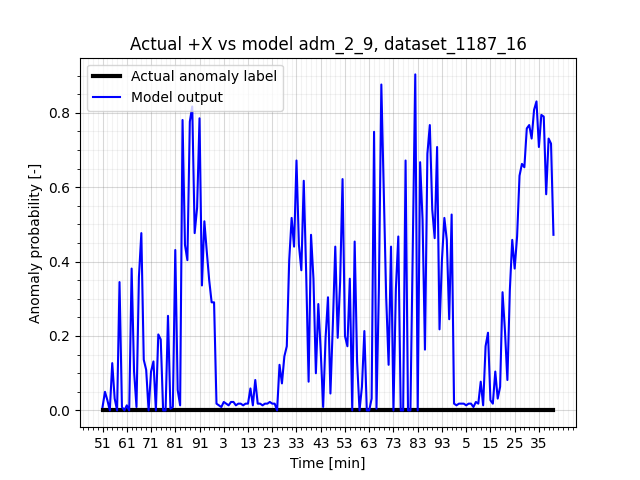 Actual +X vs model adm_2_9, dataset_1187_16
Actual anomaly label
Model output
Anomaly probability [-]
0.8
0.6
0.4
0.2
0.0
51 61 71 81 91 3 13 23 33 43 53 63 73 83 93 5 15 25 35
Time [min]